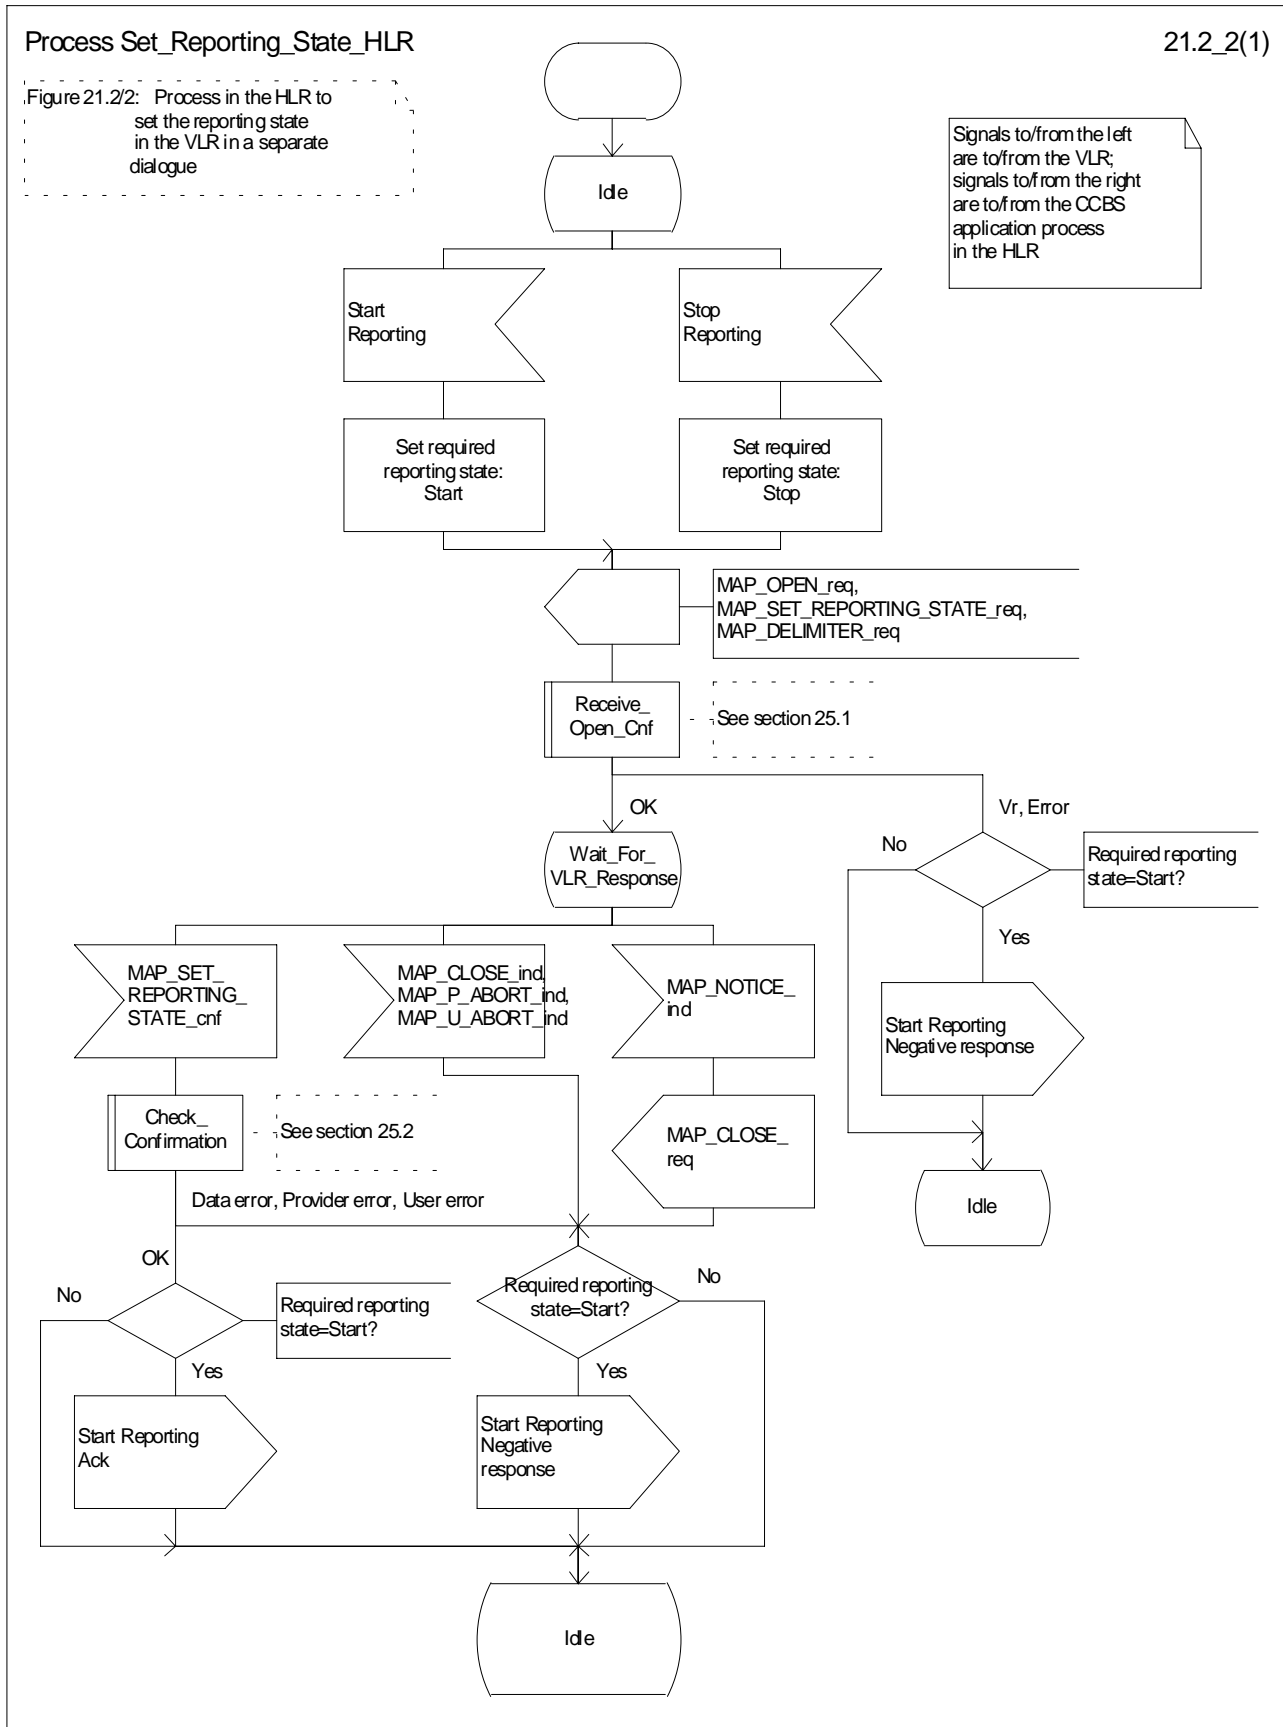 Process Set_Reporting_State_HLR
21.2_2(1)
Figure 21.2/2: Process in the HLR to
set the reporting state
in the VLR in a separate
dialogue
Signals to/from the left
are to/from the VLR;
signals to/from the right
are to/from the CCBS
application process
in the HLR
Idle
Start
Reporting
Stop
Reporting
Set required
reporting state:
Start
Set required
reporting state:
Stop
MAP_OPEN_req,
MAP_SET_REPORTING_STATE_req,
MAP_DELIMITER_req
Receive_
Open_Cnf
See section 25.1
OK
Vr, Error
Wait_For_
VLR_Response
No
Required reporting
state=Start?
Yes
MAP_SET_
REPORTING_
STATE_cnf
MAP_CLOSE_ind,
MAP_P_ABORT_ind,
MAP_U_ABORT_ind
MAP_NOTICE_
ind
Start Reporting
Negative response
Check_
Confirmation
See section 25.2
MAP_CLOSE_
req
Data error, Provider error, User error
Idle
OK
No
Required reporting
state=Start?
Required reporting
state=Start?
No
Yes
Yes
Start Reporting
Ack
Start Reporting
Negative
response
Idle